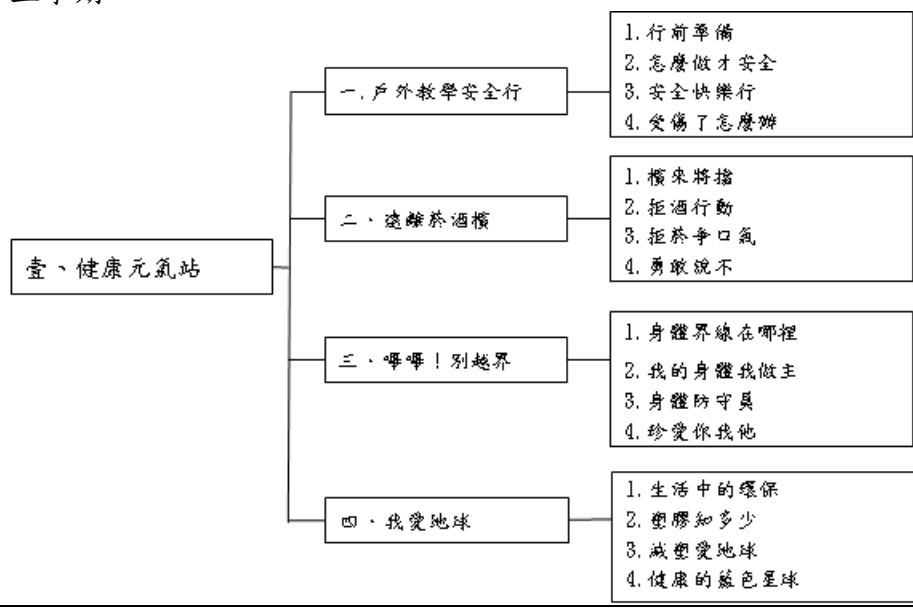 壹、健康元氣站
一.戶外教學安全行
1.行前準備
2.怎麼做才安全
3.安全快樂行
4.受傷了怎麼辦
二、遠離菸酒檳
1.檳來將擋
2.拒酒行動
3.拒菸爭口氣
4.勇敢說不
三、嗶嗶！別越界
1.身體界線在哪裡
2.我的身體我做主
3.身體防守員
4.珍愛你我他
四、我愛地球
1.生活中的環保
2.塑膠知多少
3.減塑愛地球
4.健康的藍色星球